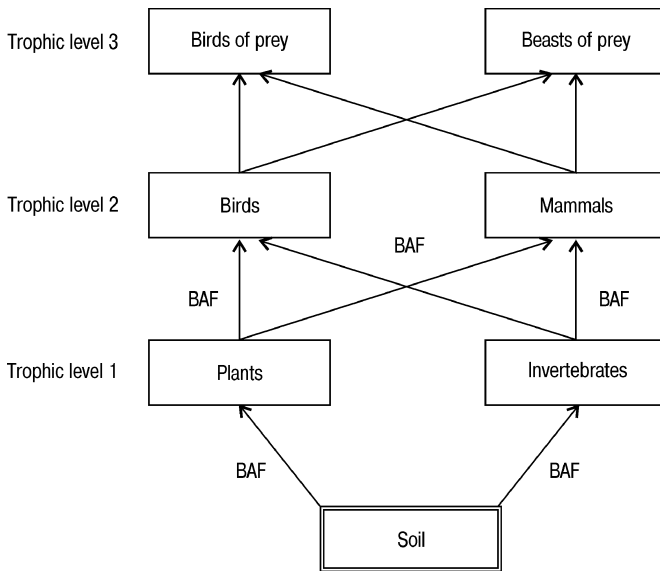 Trophic level 3
Birds of prey
Beasts of prey
Trophic level 2
Birds
Mammals
BAF
BAF
BAF
Trophic level 1
Plants
Invertebrates
BAF
BAF
Soil